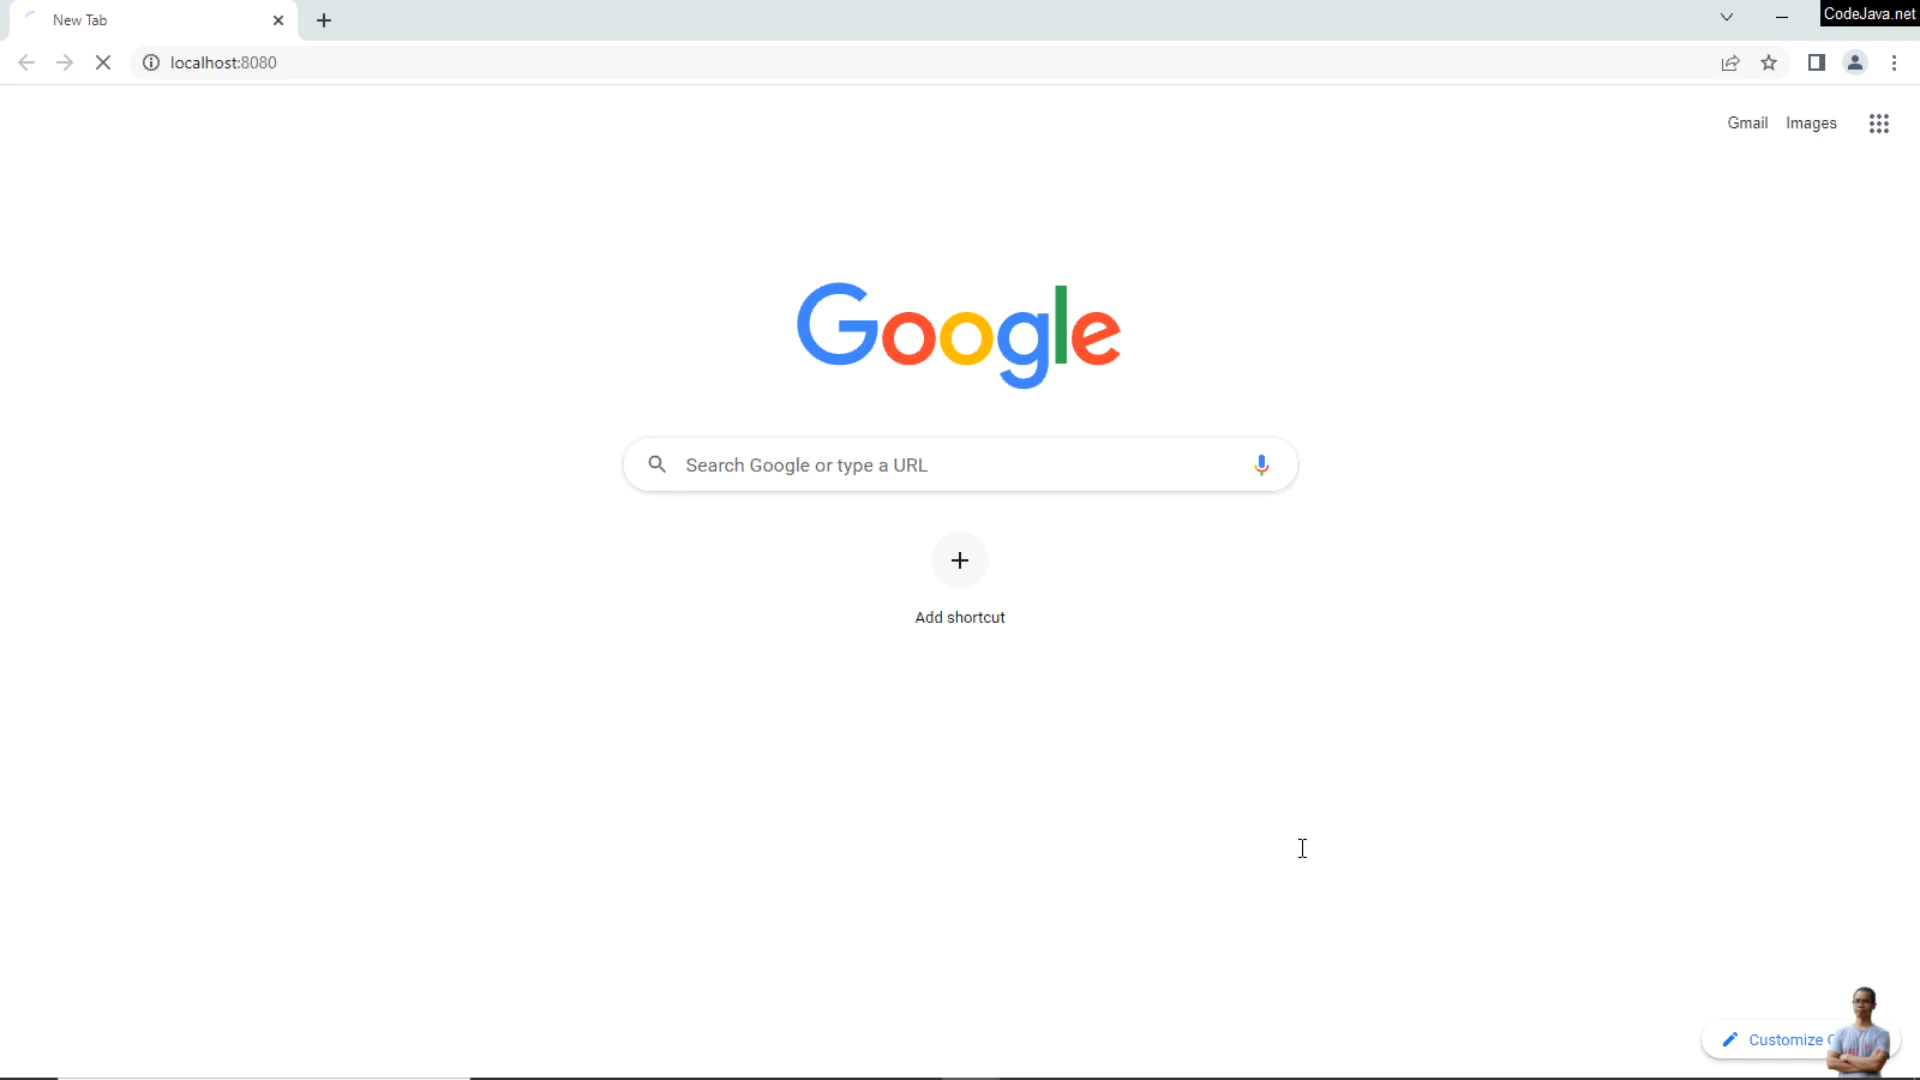 New Tab
CodeJava.net
localhost:8080
Gmail Images
Google
Search Google or type a URL
Add shortcut
Customize